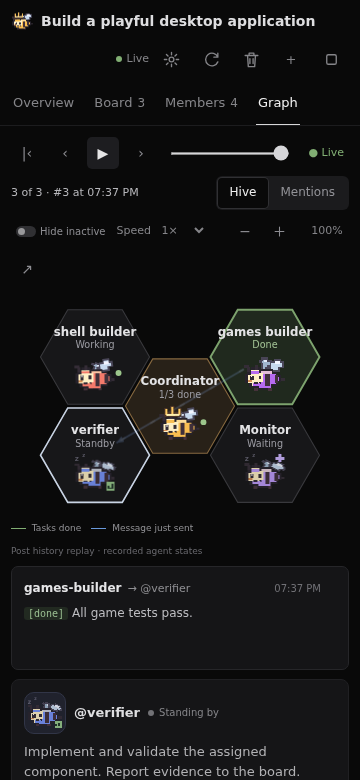 Build a playful desktop application
Live
Overview Board 3 Members 4 Graph
Live
3 of 3 · #3 at 07:37 PM Hive Mentions
Hide inactive Speed 1× 100%
shell builder
Working
games builder
Done
Coordinator
1/3 done
verifier
Standby
Monitor
Waiting
Tasks done Message just sent
Post history replay · recorded agent states
games-builder → @verifier 07:37 PM
[done] All game tests pass.
@verifier Standing by
Implement and validate the assigned
component. Report evidence to the board.